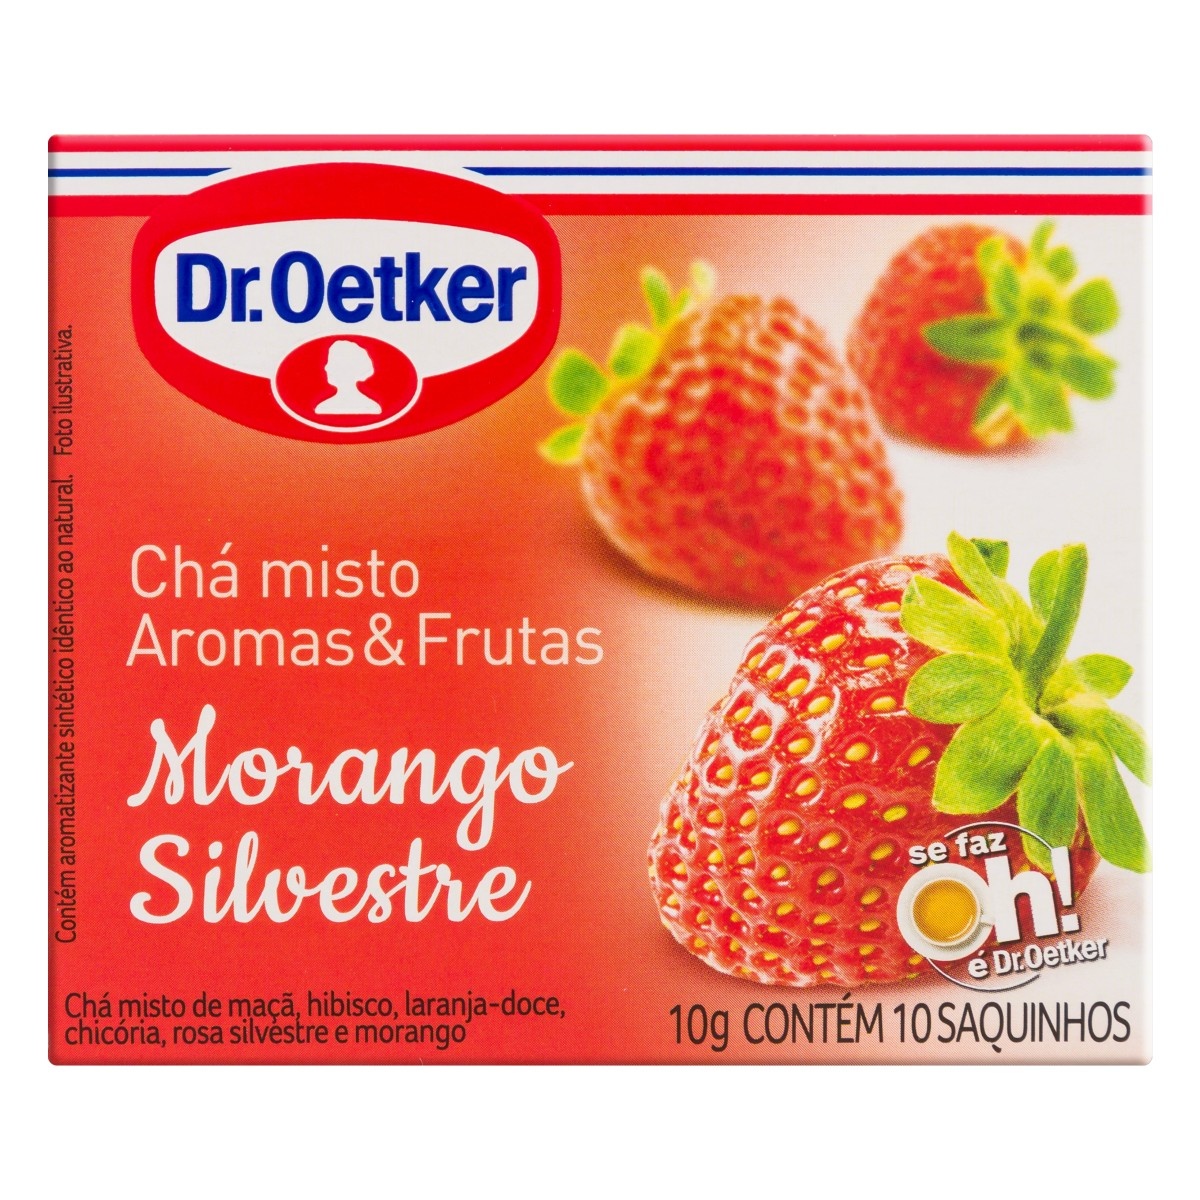 Dr.Oetker
Chá misto
Aromas&Frutas
Morango
Silvestre
se faz
Oh!
é Dr.Oetker
Chá misto de maçã, hibisco, laranja-doce,
chicória, rosa silvestre e morango
10g CONTÉM 10 SAQUINHOS
Contém aromatizante sintético idêntico ao natural. Foto ilustrativa.